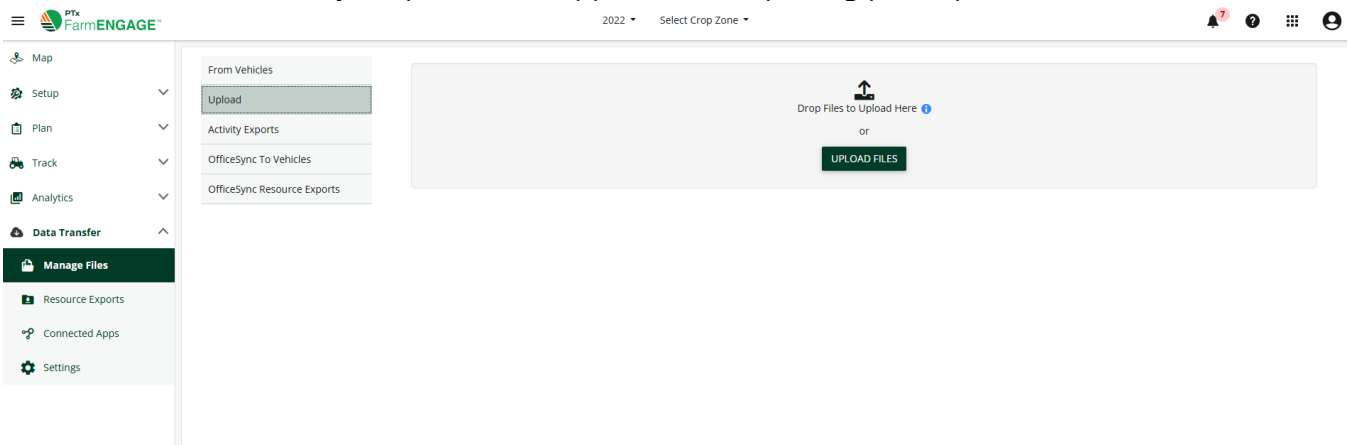 PTx
FarmENGAGE™
2022
Select Crop Zone
7
Map
Setup
Plan
Track
Analytics
Data Transfer
Manage Files
Resource Exports
Connected Apps
Settings
From Vehicles
Upload
Activity Exports
OfficeSync To Vehicles
OfficeSync Resource Exports
Drop Files to Upload Here
or
UPLOAD FILES